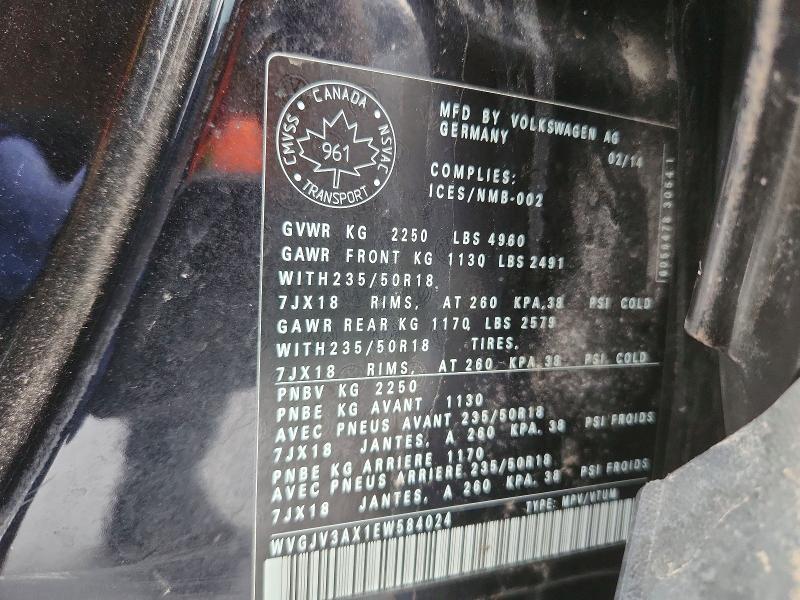 CANADA
CMVSS
NSVAC
961
TRANSPORT
MFD BY VOLKSWAGEN AG
GERMANY
02/14
COMPLIES:
ICES/NMB-002
GVWR KG 2250 LBS 4960
GAWR FRONT KG 1130 LBS 2491
WITH235/50R18
7JX18 RIMS, AT 260 KPA,38 PSI COLD
GAWR REAR KG 1170 LBS 2579
WITH235/50R18 TIRES,
7JX18 RIMS, AT 260 KPA.38 PSI COLD
PNBV KG 2250
PNBE KG AVANT 1130
AVEC PNEUS AVANT 235/50R18
7JX18 JANTES, A 260 KPA. 38 PSI FROIDS
PNBE KG ARRIERE 1170
AVEC PNEUS ARRIERE 235/50R18
7JX18 JANTES, A 260 KPA. 38 PSI FROIDS
WVGJV3AX1EW584024 TYPE: MPV/VTUM